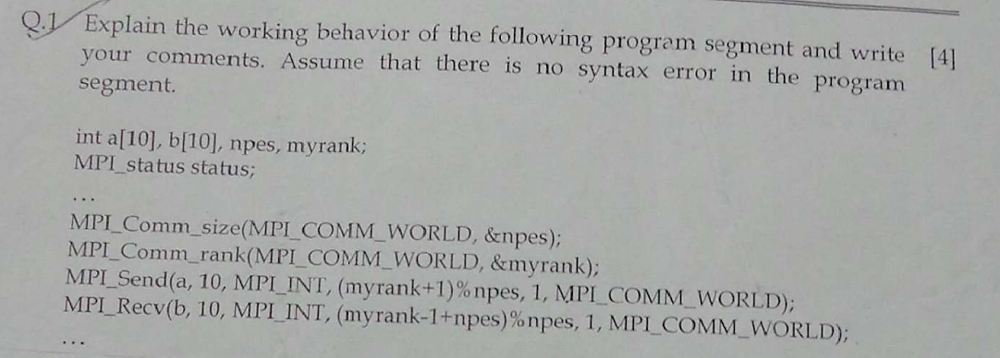 Q.1 Explain the working behavior of the following program segment and write [4]
your comments. Assume that there is no syntax error in the program
segment.
int a[10], b[10], npes, myrank;
MPI_status status;
...
MPI_Comm_size(MPI_COMM_WORLD, &npes);
MPI_Comm_rank(MPI_COMM_WORLD, &myrank);
MPI_Send(a, 10, MPI_INT, (myrank+1)%npes, 1, MPI_COMM_WORLD);
MPI_Recv(b, 10, MPI_INT, (myrank-1+npes)%npes, 1, MPI_COMM_WORLD);
...